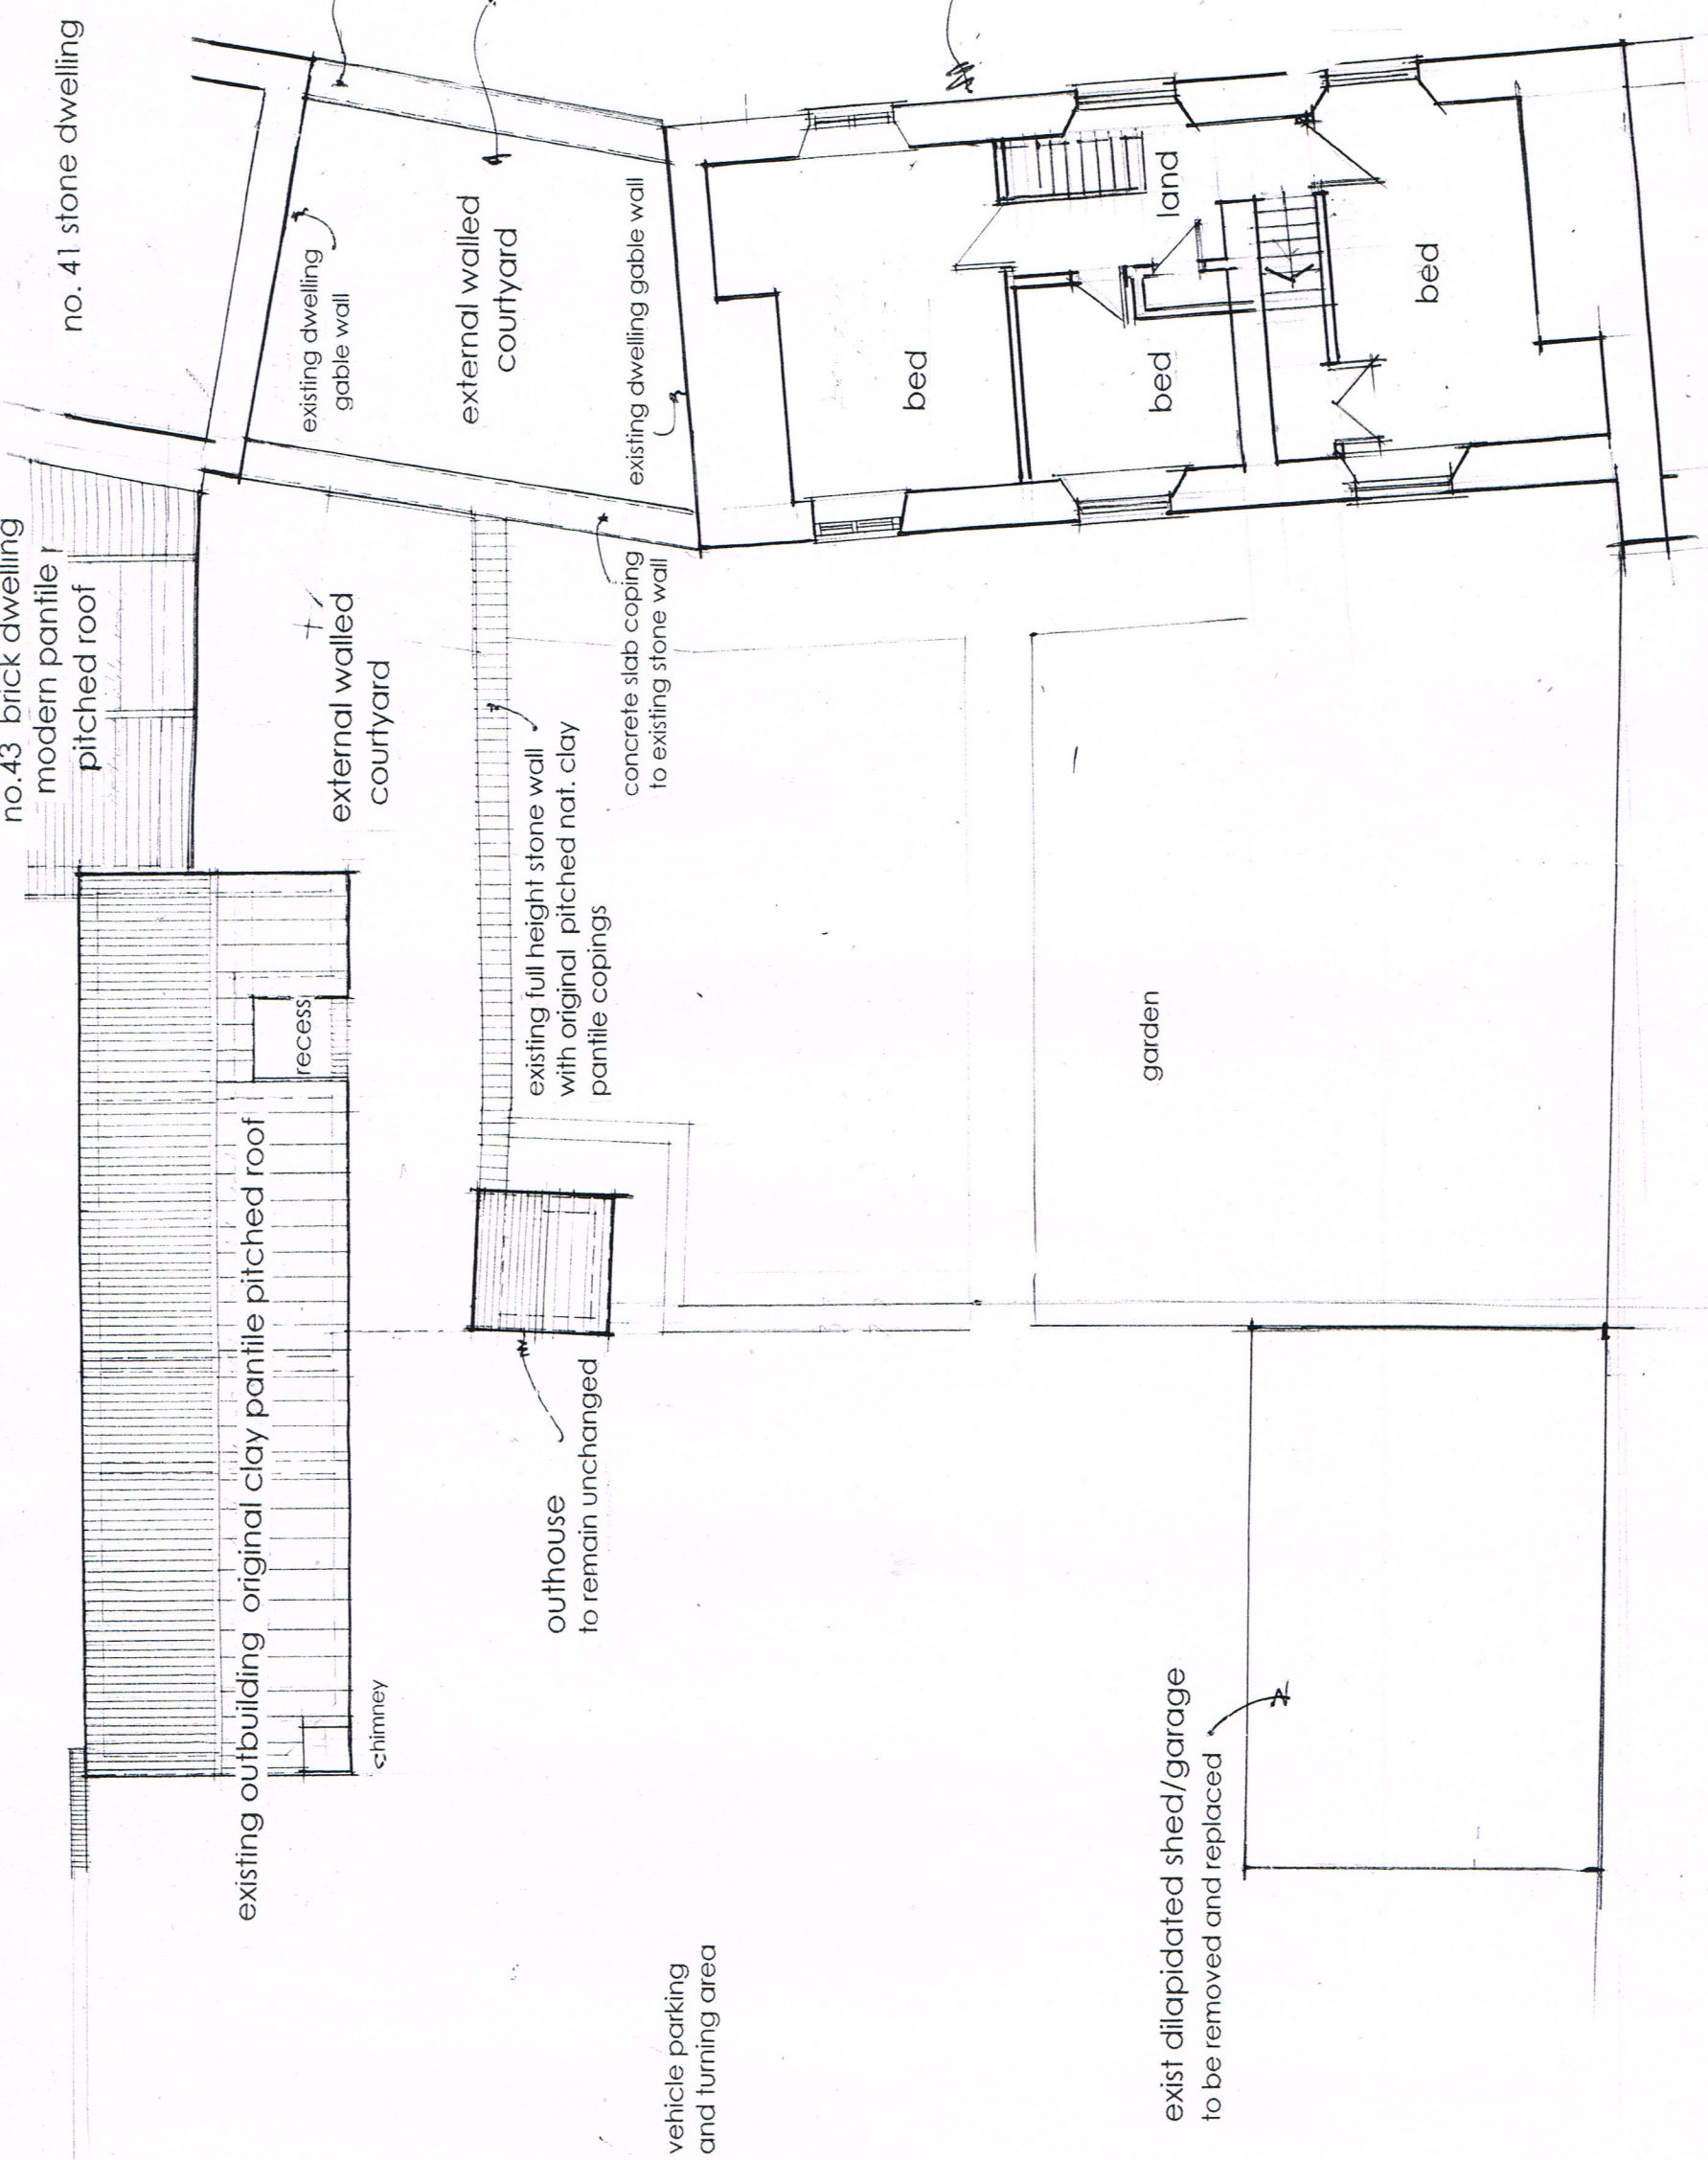 no. 41 stone dwelling
no.43 brick dwelling
modern pantile
pitched roof
existing dwelling
gable wall
external walled
courtyard
existing dwelling gable wall
external walled
courtyard
concrete slab coping
to existing stone wall
existing full height stone wall
with original pitched nat. clay
pantile copings
recess
existing outbuilding original clay pantile pitched roof
chimney
outhouse
to remain unchanged
bed
bed
land
bed
garden
vehicle parking
and turning area
exist dilapidated shed/garage
to be removed and replaced